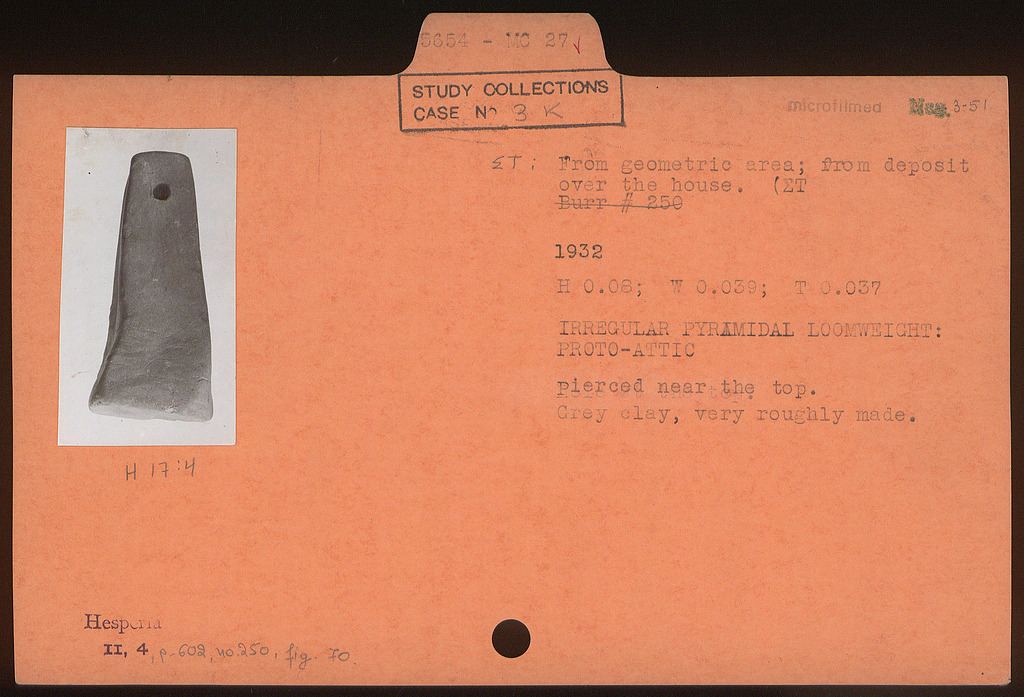 5654 - MC 27 ✓
STUDY COLLECTIONS
CASE Nº 3 K
microfilmed Neg. 3-51
ΣT: From geometric area; from deposit
over the house. (ΣT
Burr # 250
1932
H 0.08; W 0.039; T 0.037
IRREGULAR PYRAMIDAL LOOMWEIGHT:
PROTO-ATTIC
Pierced near the top.
Grey clay, very roughly made.
H 17:4
Hesperia
II, 4, p. 602, no. 250, fig. 70.